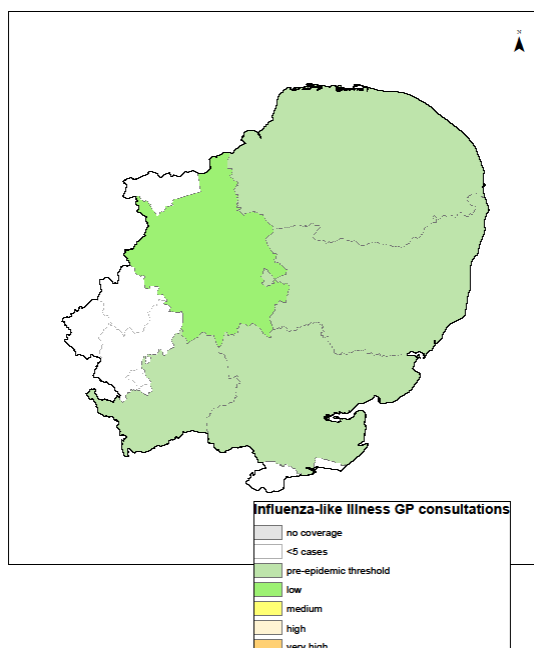 N
Influenza-like Illness GP consultations
no coverage
<5 cases
pre-epidemic threshold
low
medium
high
very high